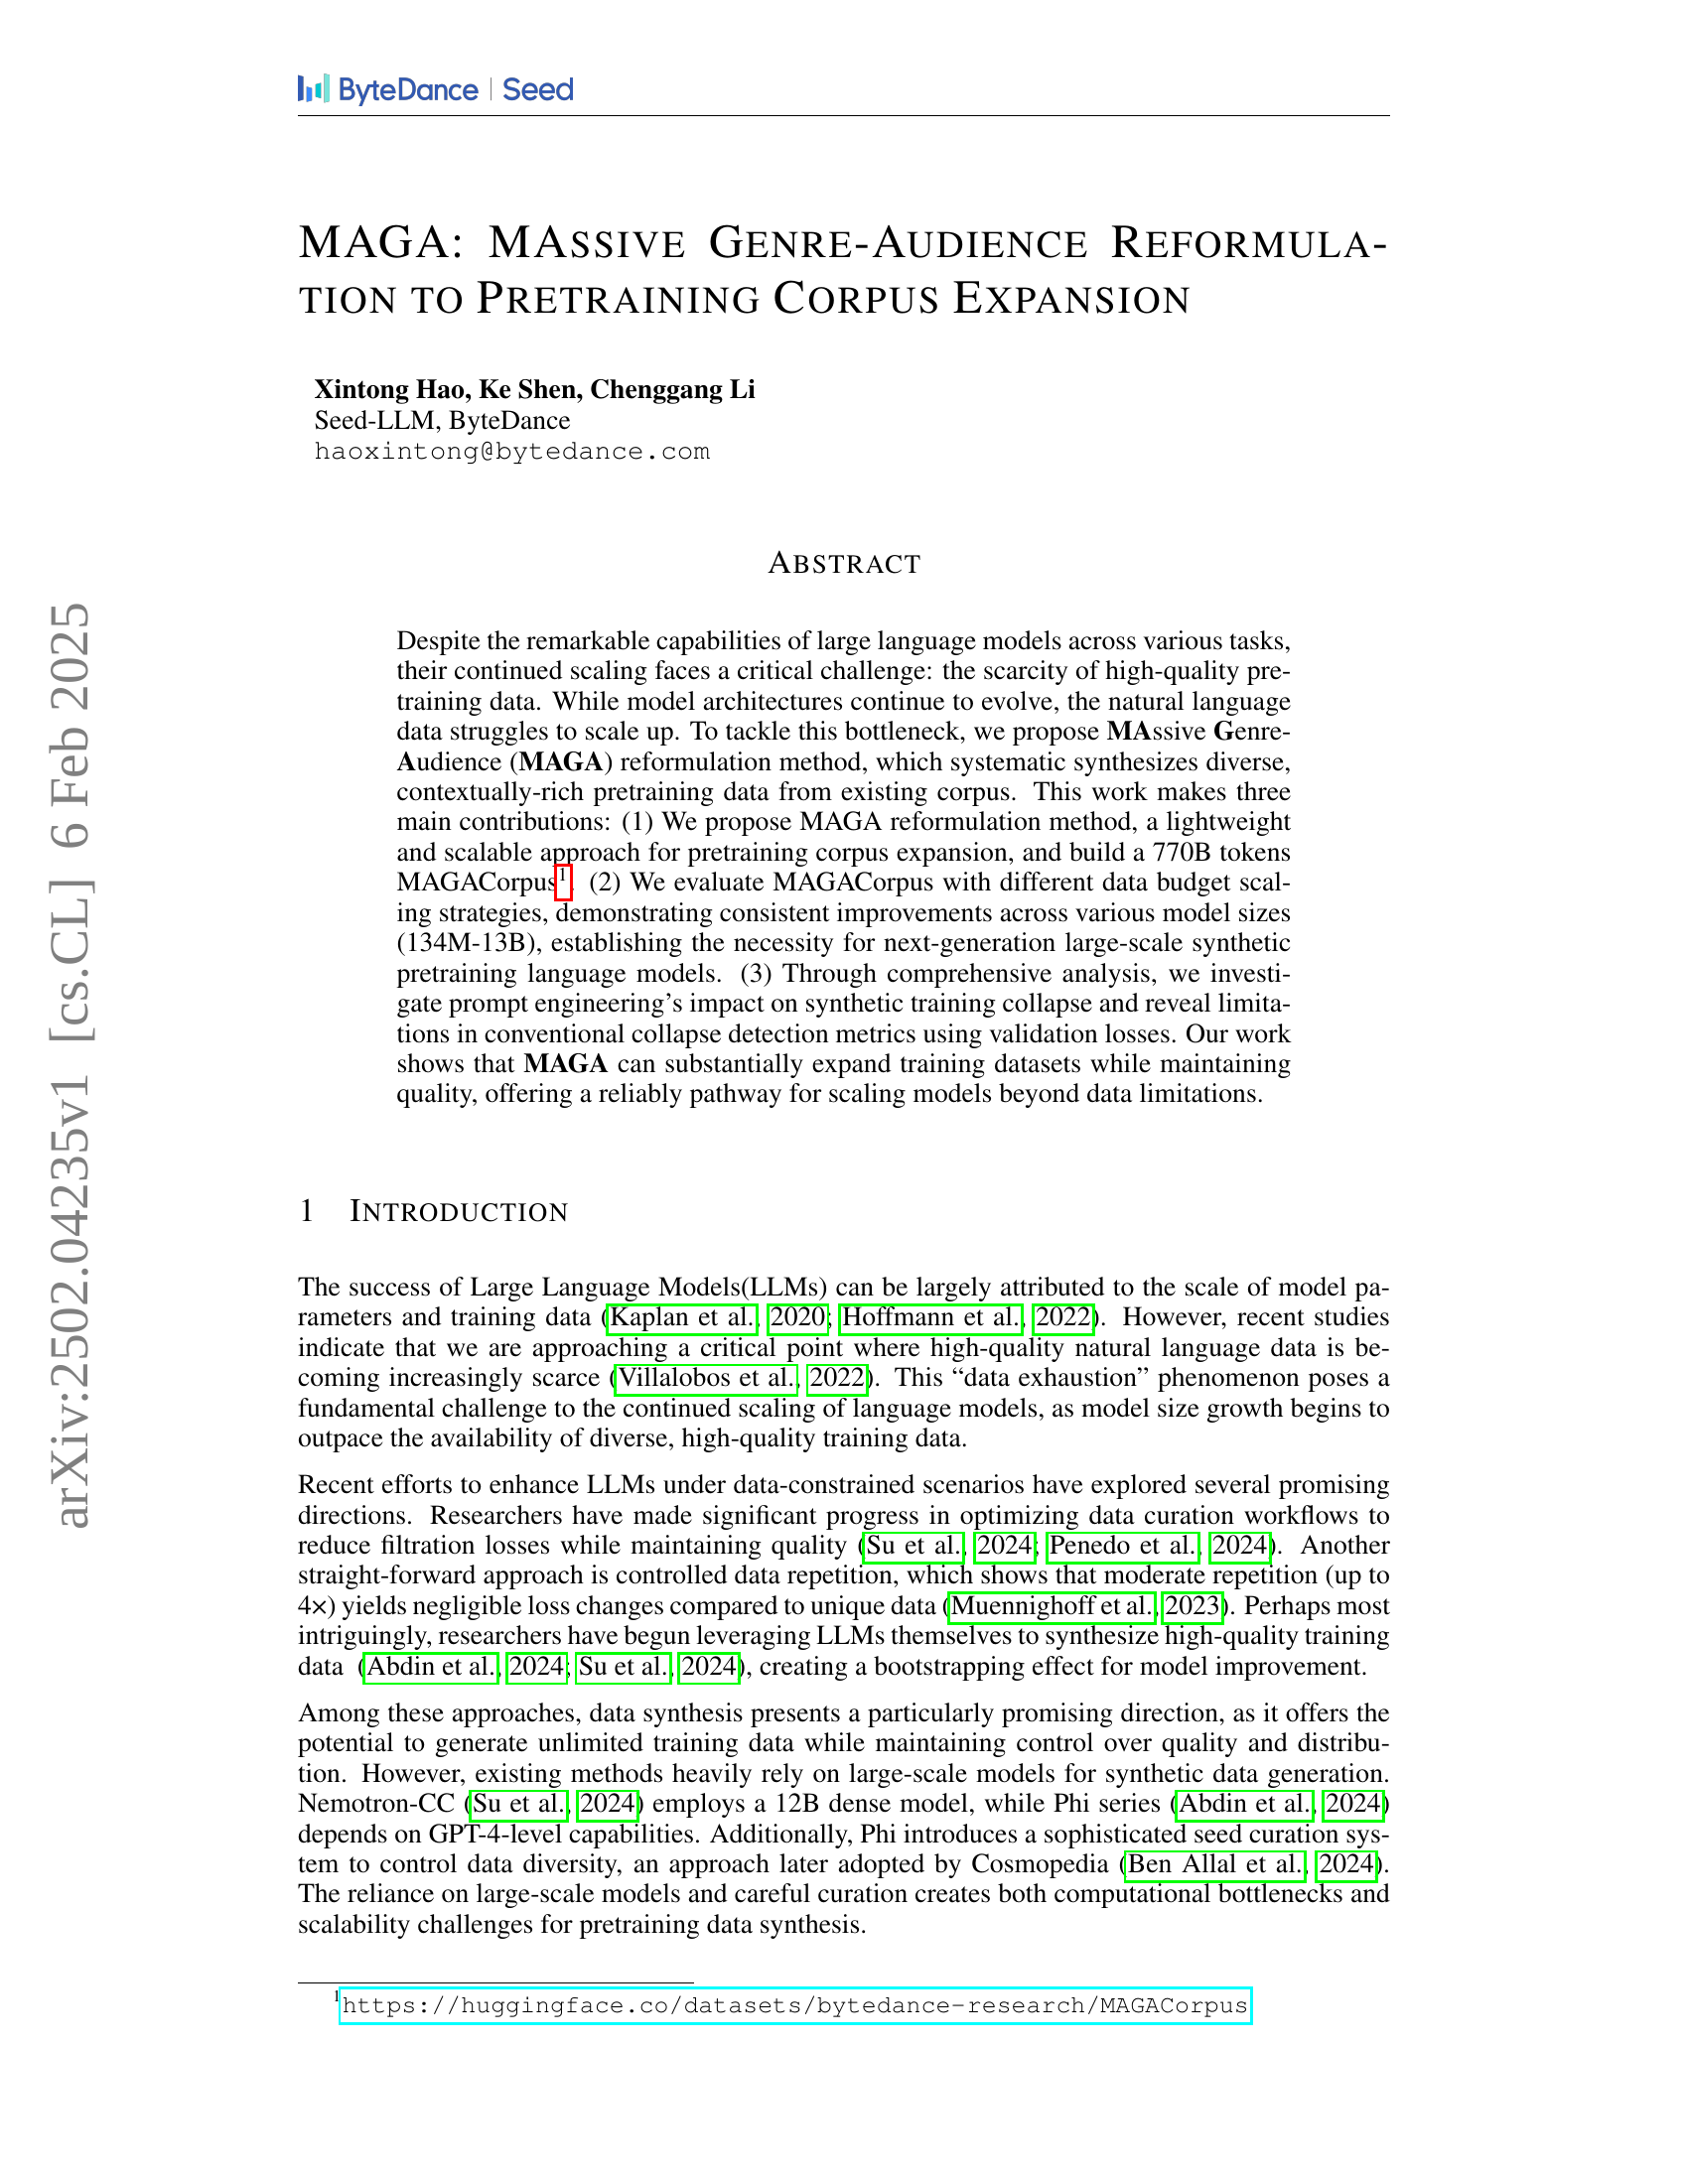 ByteDance | Seed
MAGA: MASSIVE GENRE-AUDIENCE REFORMULA-
TION TO PRETRAINING CORPUS EXPANSION
Xintong Hao, Ke Shen, Chenggang Li
Seed-LLM, ByteDance
haoxintong@bytedance.com
ABSTRACT
Despite the remarkable capabilities of large language models across various tasks,
their continued scaling faces a critical challenge: the scarcity of high-quality pre-
training data. While model architectures continue to evolve, the natural language
data struggles to scale up. To tackle this bottleneck, we propose MAssive Genre-
Audience (MAGA) reformulation method, which systematic synthesizes diverse,
contextually-rich pretraining data from existing corpus. This work makes three
main contributions: (1) We propose MAGA reformulation method, a lightweight
and scalable approach for pretraining corpus expansion, and build a 770B tokens
MAGACorpus1. (2) We evaluate MAGACorpus with different data budget scal-
ing strategies, demonstrating consistent improvements across various model sizes
(134M-13B), establishing the necessity for next-generation large-scale synthetic
pretraining language models. (3) Through comprehensive analysis, we investi-
gate prompt engineering's impact on synthetic training collapse and reveal limita-
tions in conventional collapse detection metrics using validation losses. Our work
shows that MAGA can substantially expand training datasets while maintaining
quality, offering a reliably pathway for scaling models beyond data limitations.
1 INTRODUCTION
The success of Large Language Models(LLMs) can be largely attributed to the scale of model pa-
rameters and training data (Kaplan et al., 2020; Hoffmann et al., 2022). However, recent studies
indicate that we are approaching a critical point where high-quality natural language data is be-
coming increasingly scarce (Villalobos et al., 2022). This “data exhaustion” phenomenon poses a
fundamental challenge to the continued scaling of language models, as model size growth begins to
outpace the availability of diverse, high-quality training data.
Recent efforts to enhance LLMs under data-constrained scenarios have explored several promising
directions. Researchers have made significant progress in optimizing data curation workflows to
reduce filtration losses while maintaining quality (Su et al., 2024; Penedo et al., 2024). Another
straight-forward approach is controlled data repetition, which shows that moderate repetition (up to
4×) yields negligible loss changes compared to unique data (Muennighoff et al., 2023). Perhaps most
intriguingly, researchers have begun leveraging LLMs themselves to synthesize high-quality training
data (Abdin et al., 2024; Su et al., 2024), creating a bootstrapping effect for model improvement.
Among these approaches, data synthesis presents a particularly promising direction, as it offers the
potential to generate unlimited training data while maintaining control over quality and distribu-
tion. However, existing methods heavily rely on large-scale models for synthetic data generation.
Nemotron-CC (Su et al., 2024) employs a 12B dense model, while Phi series (Abdin et al., 2024)
depends on GPT-4-level capabilities. Additionally, Phi introduces a sophisticated seed curation sys-
tem to control data diversity, an approach later adopted by Cosmopedia (Ben Allal et al., 2024).
The reliance on large-scale models and careful curation creates both computational bottlenecks and
scalability challenges for pretraining data synthesis.
1https://huggingface.co/datasets/bytedance-research/MAGACorpus
arXiv:2502.04235v1 [cs.CL] 6 Feb 2025